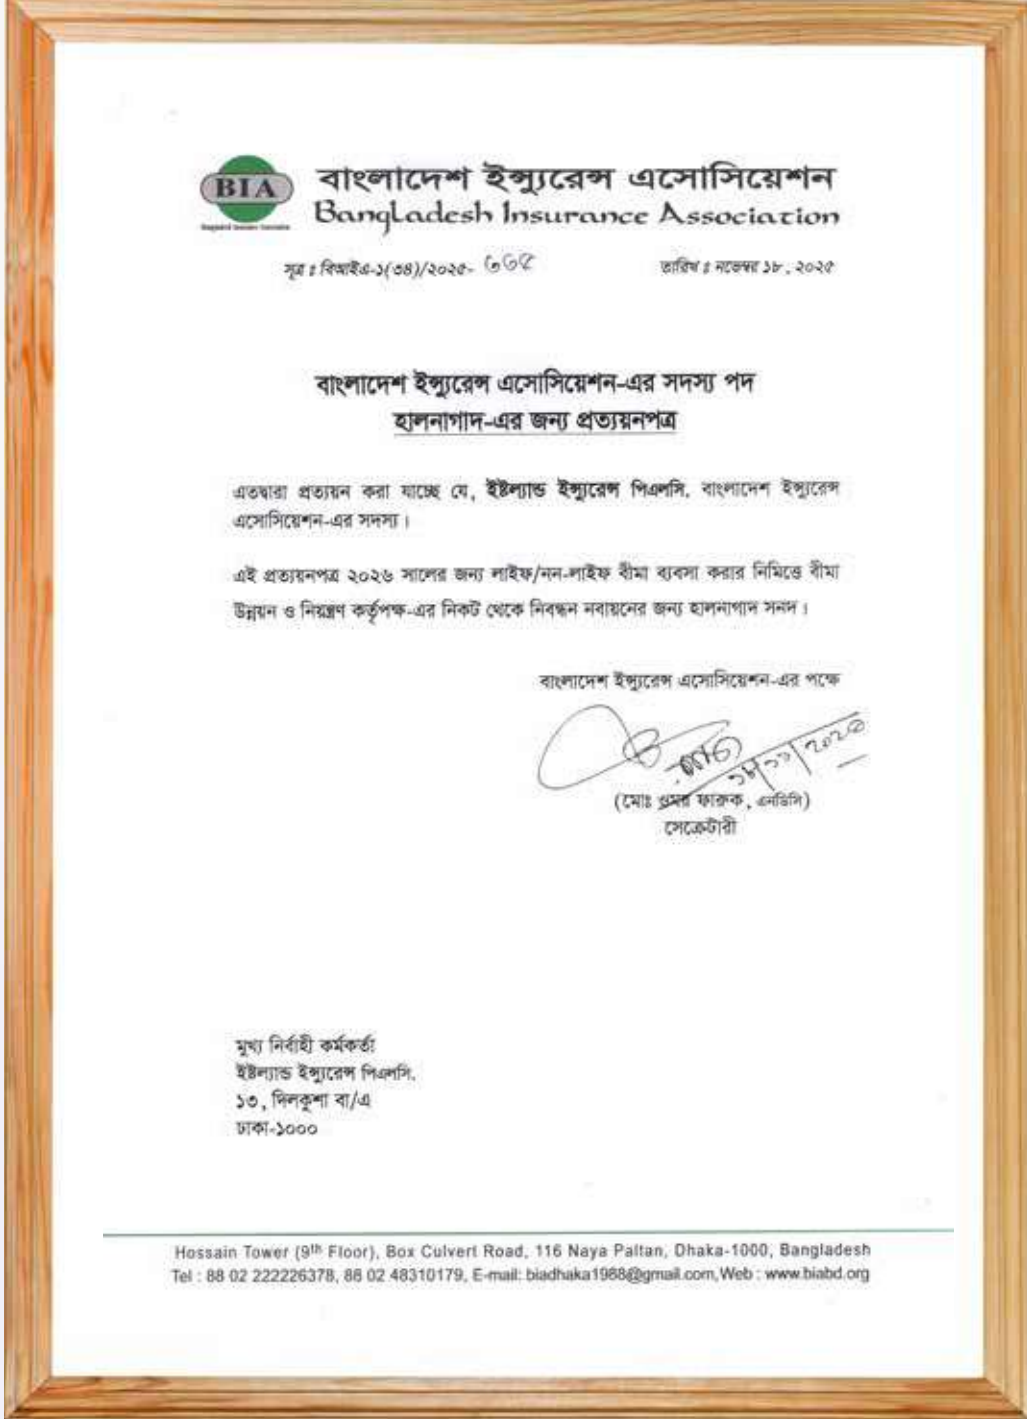 BIA
বাংলাদেশ ইন্স্যুরেন্স এসোসিয়েশন
Bangladesh Insurance Association
সূত্র ঃ বিআইএ-১(৩৪)/২০২৫-
তারিখ ঃ নভেম্বর ১৮, ২০২৫
বাংলাদেশ ইন্স্যুরেন্স এসোসিয়েশন-এর সদস্য পদ
হালনাগাদ-এর জন্য প্রত্যয়নপত্র
এতদ্বারা প্রত্যয়ন করা যাচ্ছে যে, ইষ্টল্যান্ড ইন্স্যুরেন্স পিএলসি. বাংলাদেশ ইন্স্যুরেন্স
এসোসিয়েশন-এর সদস্য।
এই প্রত্যয়নপত্র ২০২৬ সালের জন্য লাইফ/নন-লাইফ বীমা ব্যবসা করার নিমিত্তে বীমা
উন্নয়ন ও নিয়ন্ত্রণ কর্তৃপক্ষ-এর নিকট থেকে নিবন্ধন নবায়নের জন্য হালনাগাদ সনদ।
বাংলাদেশ ইন্স্যুরেন্স এসোসিয়েশন-এর পক্ষে
১৮/১১/২০২৫
(মোঃ ওমর ফারুক, এনডিসি)
সেক্রেটারী
মুখ্য নির্বাহী কর্মকর্তা
ইষ্টল্যান্ড ইন্স্যুরেন্স পিএলসি.
১৩, দিলকুশা বা/এ
ঢাকা-১০০০
Hossain Tower (9th Floor), Box Culvert Road, 116 Naya Paltan, Dhaka-1000, Bangladesh
Tel : 88 02 222226378, 88 02 48310179, E-mail: biadhaka1988@gmail.com, Web : www.biabd.org